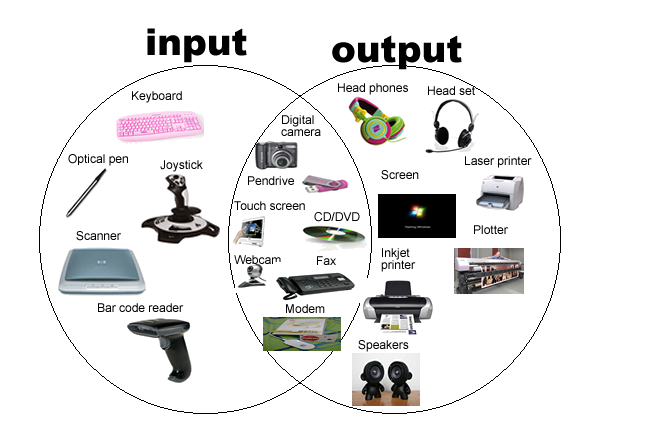 input
output
Keyboard
Optical pen
Joystick
Scanner
Bar code reader
Digital
camera
Pendrive
Touch screen
CD/DVD
Webcam
Fax
Modem
Head phones
Head set
Laser printer
Screen
Plotter
Inkjet
printer
Speakers